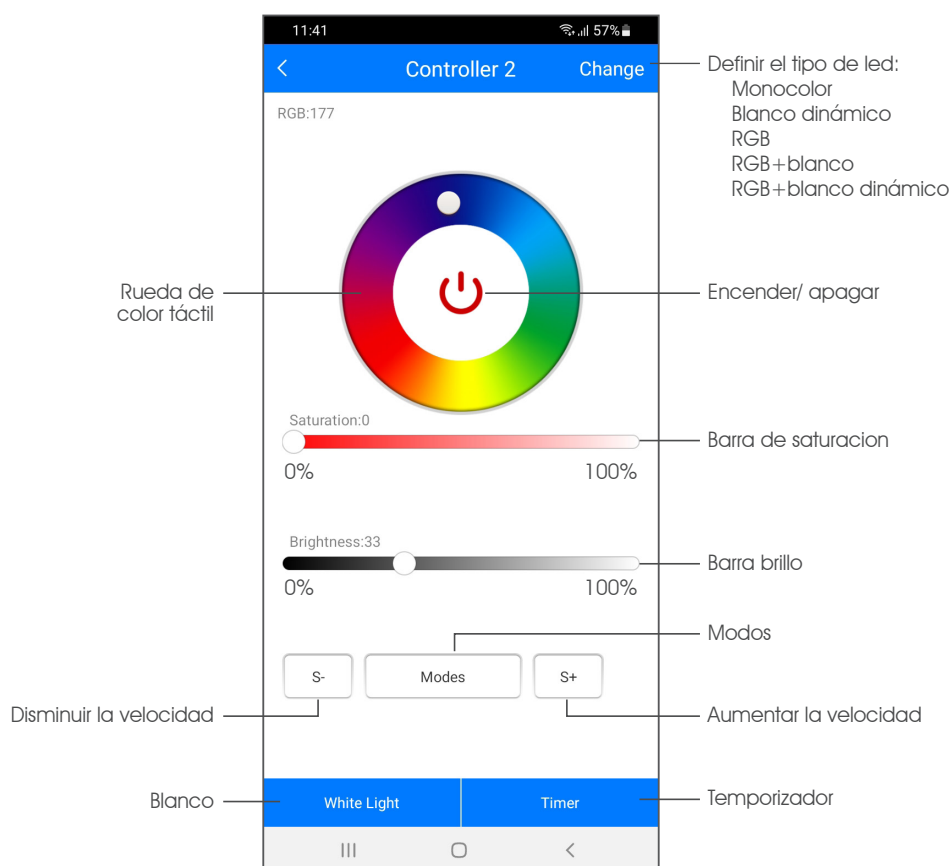 11:41
57%
Controller 2
Change
Definir el tipo de led:
Monocolor
Blanco dinámico
RGB
RGB+blanco
RGB+blanco dinámico
RGB:177
Rueda de
color táctil
Encender/ apagar
Saturation:0
Barra de saturacion
0%
100%
Brightness:33
Barra brillo
0%
100%
Modos
S-
Modes
S+
Disminuir la velocidad
Aumentar la velocidad
Blanco
White Light
Timer
Temporizador